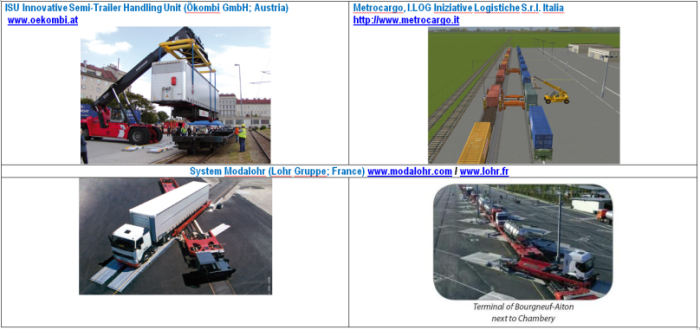 ISU Innovative Semi-Trailer Handling Unit (Ökombi GmbH; Austria)
www.oekombi.at
Metrocargo, I.LOG Iniziative Logistiche S.r.l. Italia
http://www.metrocargo.it
System Modalohr (Lohr Gruppe; France) www.modalohr.com / www.lohr.fr
Terminal of Bourgneuf-Aiton
next to Chambery